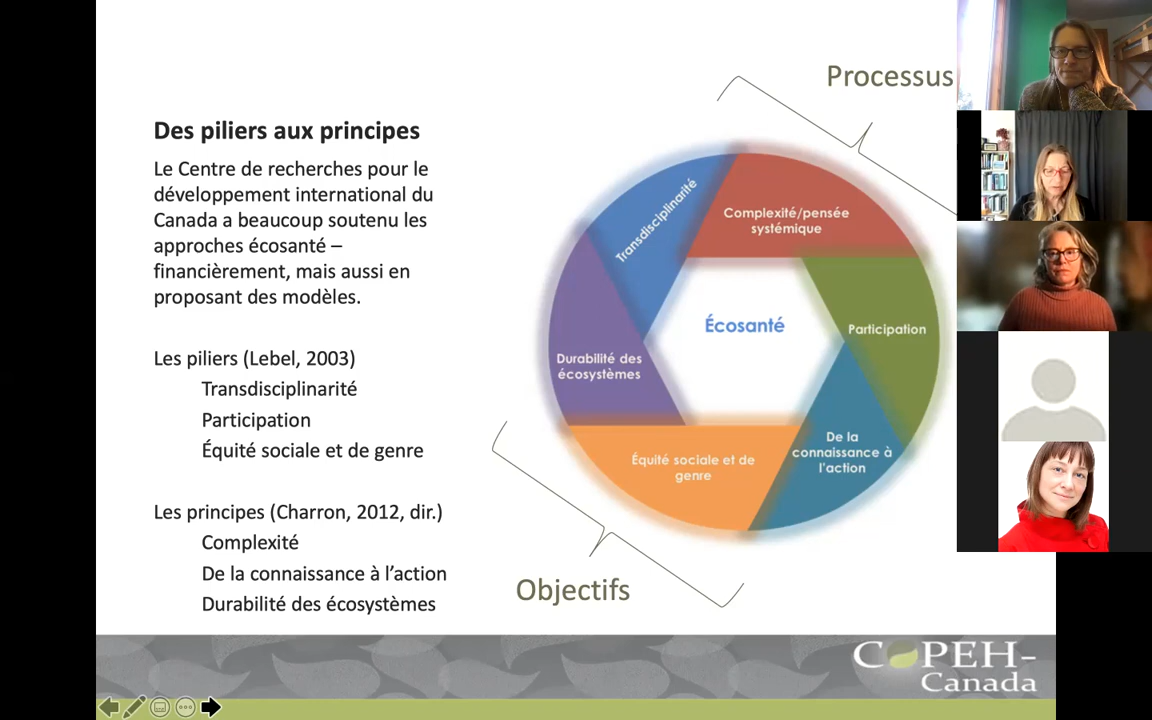 Des piliers aux principes
Le Centre de recherches pour le
développement international du
Canada a beaucoup soutenu les
approches écosanté –
financièrement, mais aussi en
proposant des modèles.
Les piliers (Lebel, 2003)
Transdisciplinarité
Participation
Équité sociale et de genre
Les principes (Charron, 2012, dir.)
Complexité
De la connaissance à l’action
Durabilité des écosystèmes
Processus
Transdisciplinarité
Complexité/pensée
systémique
Écosanté
Participation
Durabilité des
écosystèmes
De la
connaissance à
l’action
Équité sociale et de
genre
Objectifs
COPEH-
Canada